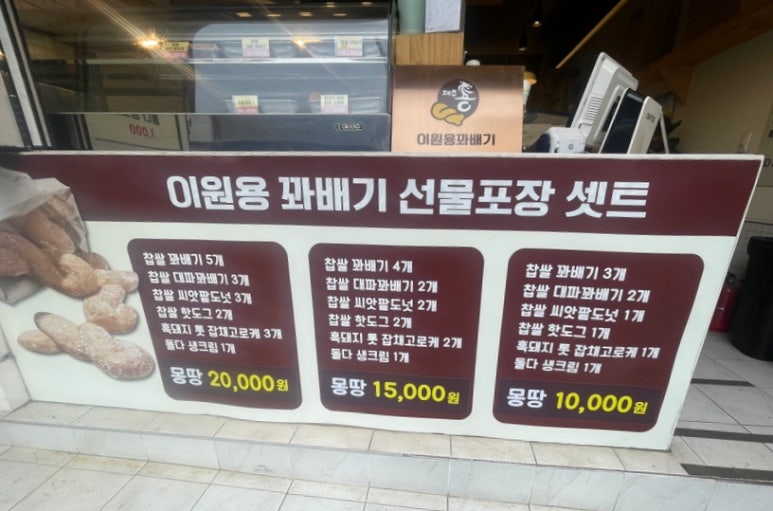 제주
용
이원용꽈배기
1,000
이원용 꽈배기 선물포장 셋트
찹쌀 꽈배기 5개
찹쌀 대파꽈배기 3개
찹쌀 씨앗팥도넛 3개
찹쌀 핫도그 2개
흑돼지 톳 잡채고로케 3개
둘다 생크림 1개
몽땅 20,000원
찹쌀 꽈배기 4개
찹쌀 대파꽈배기 2개
찹쌀 씨앗팥도넛 2개
찹쌀 핫도그 2개
흑돼지 톳 잡채고로케 2개
둘다 생크림 1개
몽땅 15,000원
찹쌀 꽈배기 3개
찹쌀 대파꽈배기 2개
찹쌀 씨앗팥도넛 1개
찹쌀 핫도그 1개
흑돼지 톳 잡채고로케 1개
둘다 생크림 1개
몽땅 10,000원